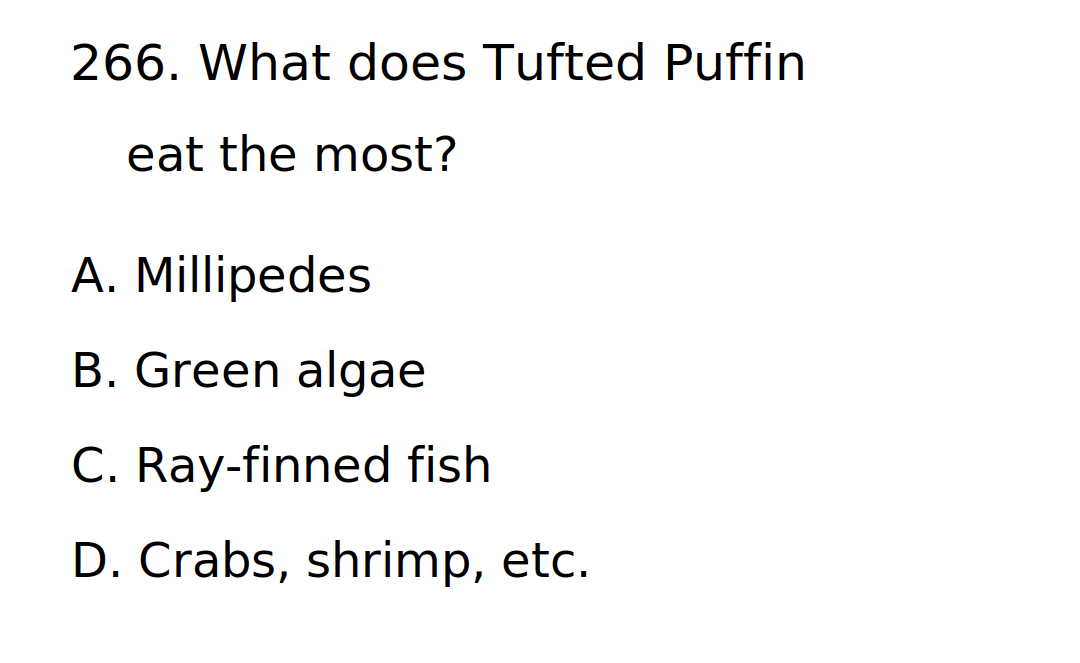 266. What does Tufted Puffin
eat the most?
A. Millipedes
B. Green algae
C. Ray-finned fish
D. Crabs, shrimp, etc.